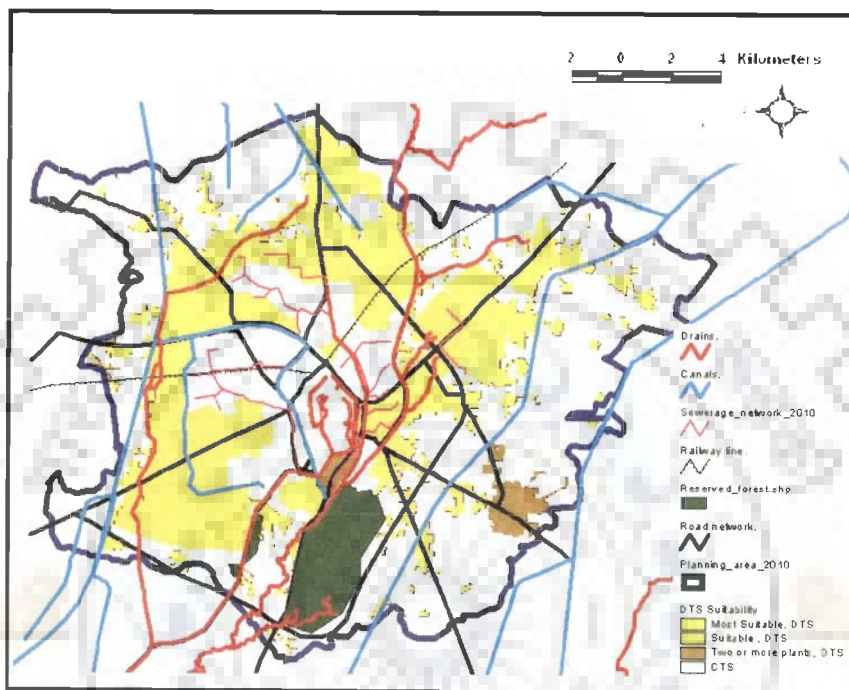 2 0 2 4 Kilometers
Drains.
Canals.
Sewerage_network_2010
Railway line.
Reserved_forest.shp
Road network.
Planning_area_2010
DTS Suitability
Most Suitable, DTS
Suitable, DTS
Two or more plants, DTS
CTS